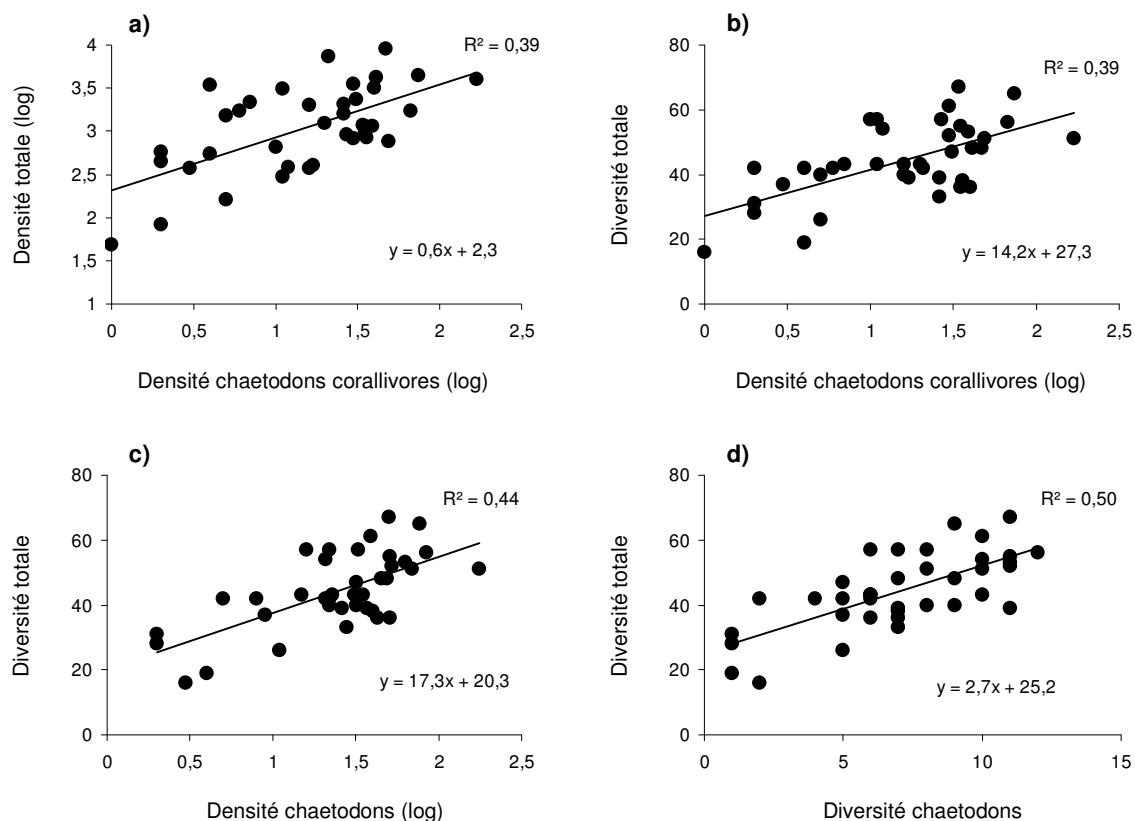 a)
R² = 0,39
Densité totale (log)
4
3,5
3
2,5
2
1,5
1
y = 0,6x + 2,3
0 0,5 1 1,5 2 2,5
Densité chaetodons corallivores (log)
b)
R² = 0,39
Diversité totale
80
60
40
20
0
y = 14,2x + 27,3
0 0,5 1 1,5 2 2,5
Densité chaetodons corallivores (log)
c)
R² = 0,44
Diversité totale
80
60
40
20
0
y = 17,3x + 20,3
0 0,5 1 1,5 2 2,5
Densité chaetodons (log)
d)
R² = 0,50
Diversité totale
80
60
40
20
0
y = 2,7x + 25,2
0 5 10 15
Diversité chaetodons